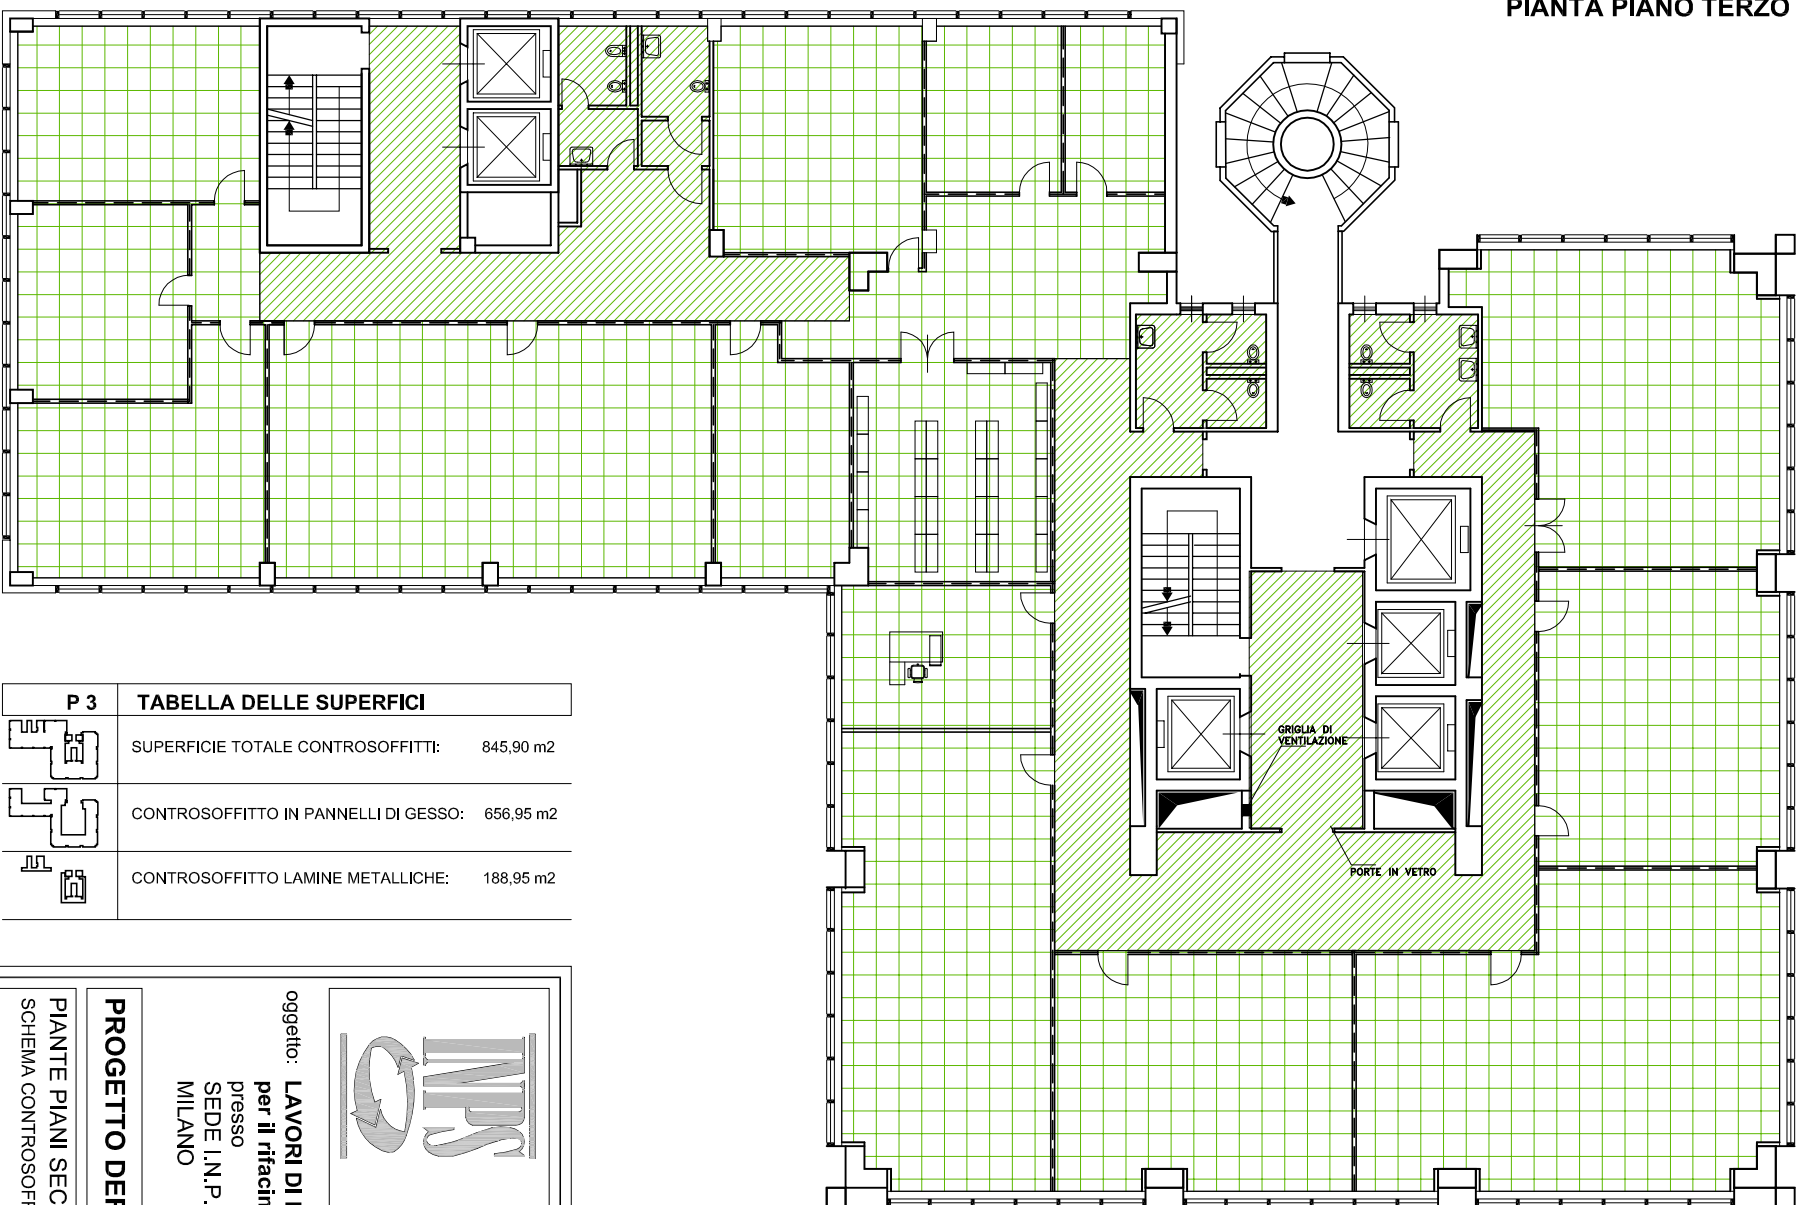 PIANTA PIANO TERZO
GRIGLIA DI
VENTILAZIONE
PORTE IN VETRO
P 3 TABELLA DELLE SUPERFICI
SUPERFICIE TOTALE CONTROSOFFITTI: 845,90 m2
CONTROSOFFITTO IN PANNELLI DI GESSO: 656,95 m2
CONTROSOFFITTO LAMINE METALLICHE: 188,95 m2
INPS
oggetto: LAVORI DI
per il rifacim
presso
SEDE I.N.P.
MILANO
PROGETTO DEF
PIANTE PIANI SEC
SCHEMA CONTROSOFF